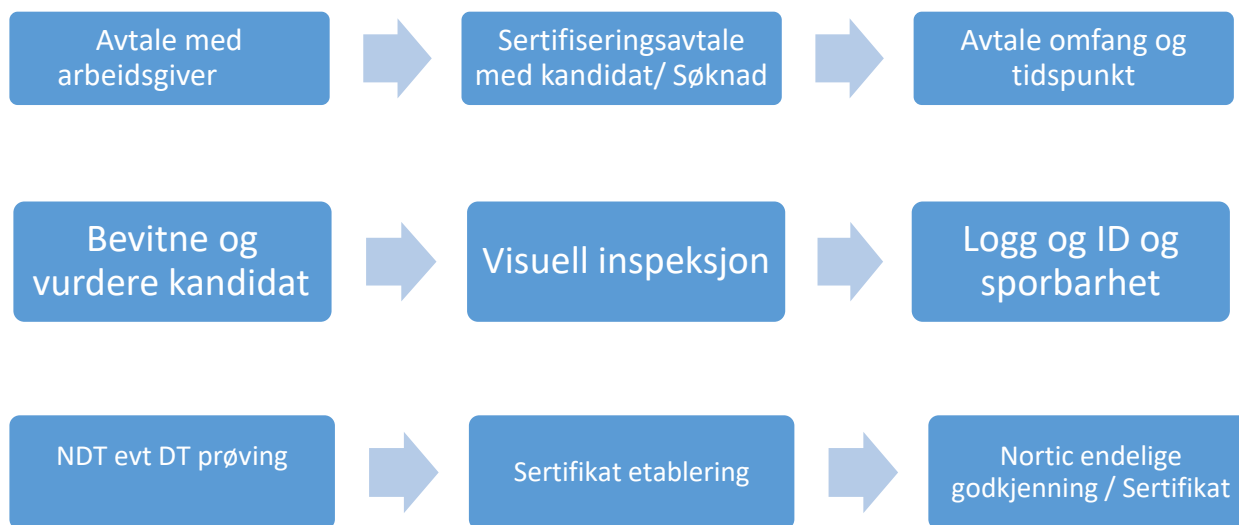 Avtale med
arbeidsgiver
Sertifiseringsavtale
med kandidat/ Søknad
Avtale omfang og
tidspunkt
Bevitne og
vurdere kandidat
Visuell inspeksjon
Logg og ID og
sporbarhet
NDT evt DT prøving
Sertifikat etablering
Nortic endelige
godkjenning / Sertifikat